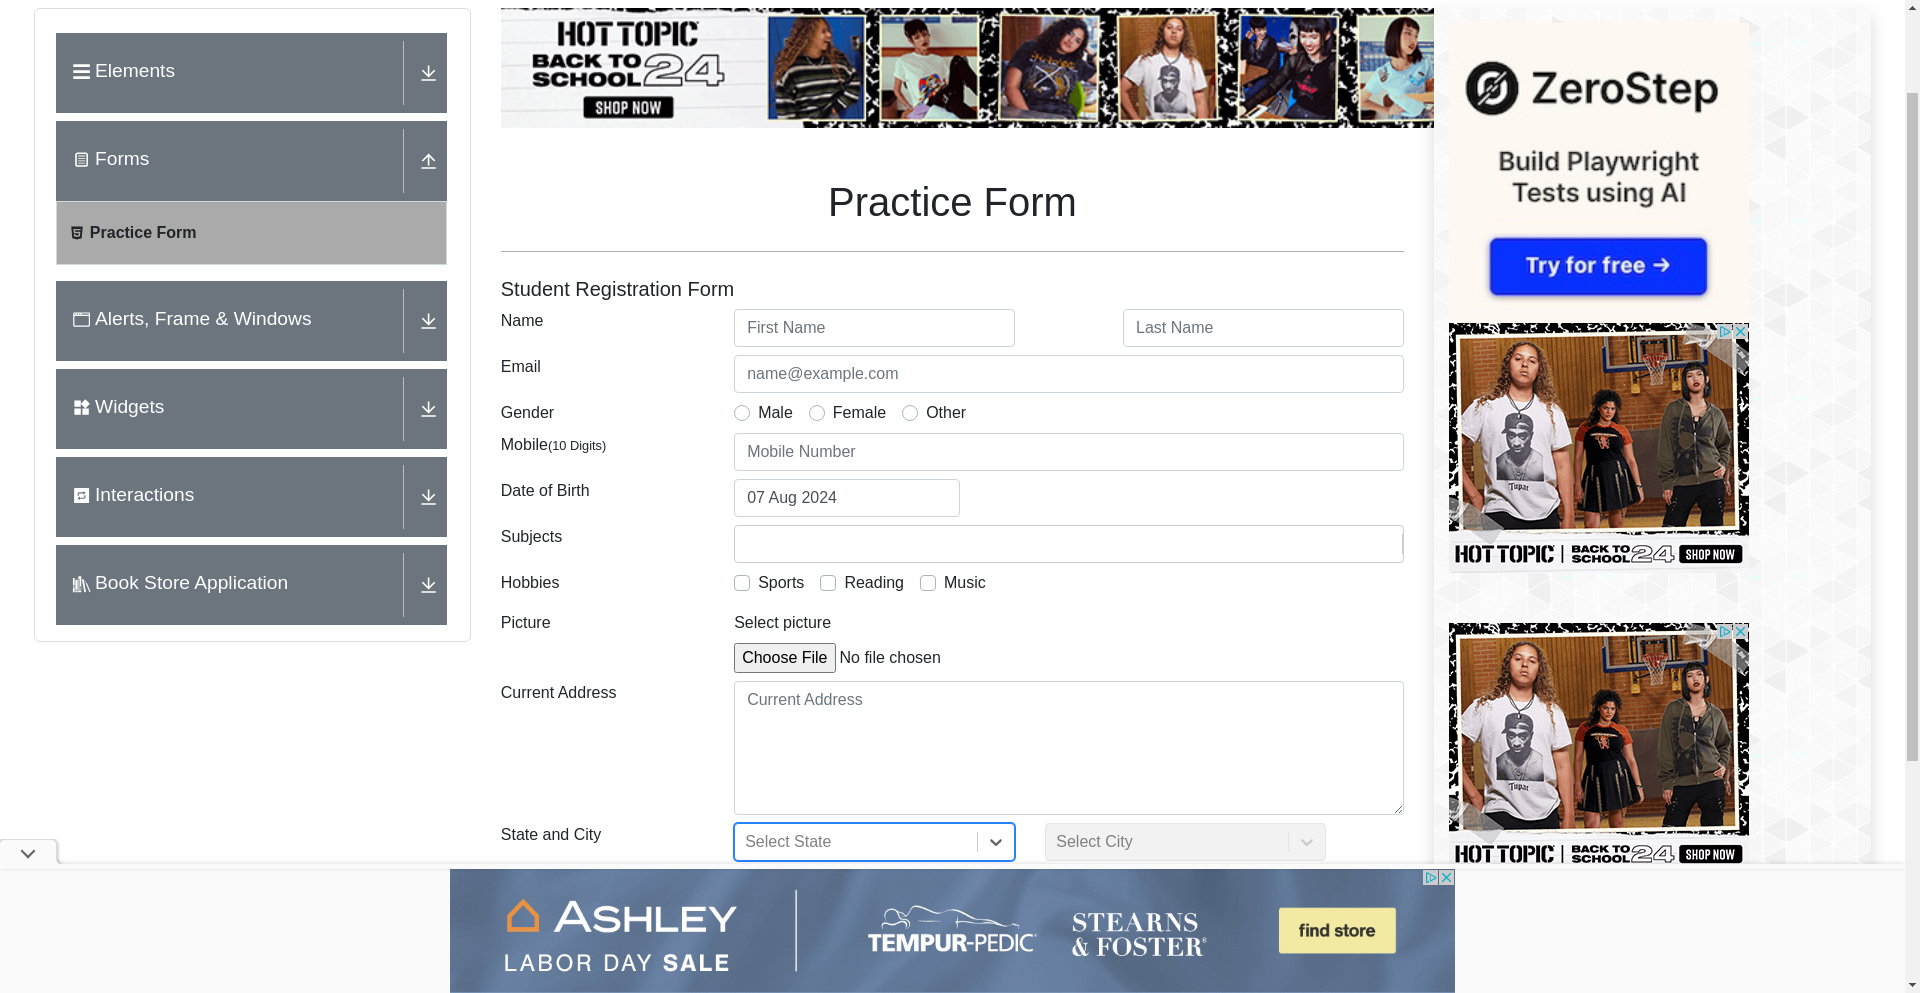 Elements
Forms
Practice Form
Alerts, Frame & Windows
Widgets
Interactions
Book Store Application
HOT TOPIC
BACK TO
SCHOOL 24
SHOP NOW
Practice Form
Student Registration Form
Name
First Name
Last Name
Email
name@example.com
Gender
Male
Female
Other
Mobile(10 Digits)
Mobile Number
Date of Birth
07 Aug 2024
Subjects
Hobbies
Sports
Reading
Music
Picture
Select picture
Choose File No file chosen
Current Address
Current Address
State and City
Select State
Select City
ZeroStep
Build Playwright
Tests using AI
Try for free →
Tupac
HOT TOPIC | BACK TO SCHOOL 24 SHOP NOW
Tupac
HOT TOPIC | BACK TO SCHOOL 24 SHOP NOW
ASHLEY
LABOR DAY SALE
TEMPUR-PEDIC
STEARNS
& FOSTER
find store